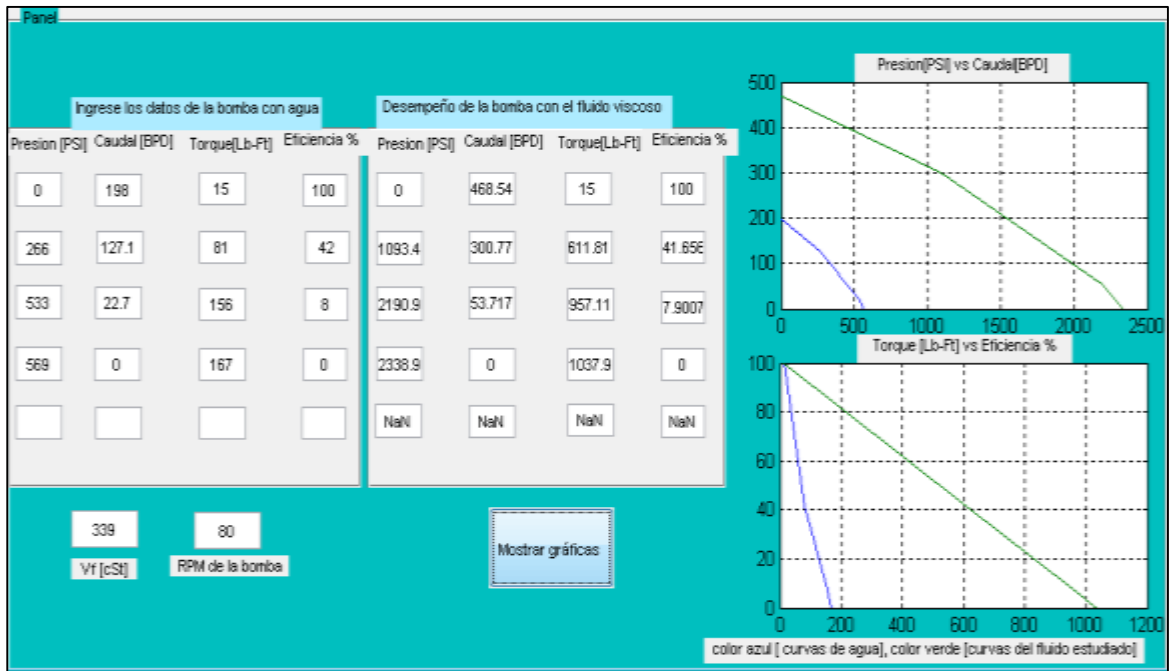 Panel
Ingrese los datos de la bomba con agua
Presion [PSI] Caudal [BPD] Torque[Lb-Ft] Eficiencia %
0 198 15 100
266 127.1 81 42
533 22.7 156 8
569 0 167 0
Desempeño de la bomba con el fluido viscoso
Presion [PSI] Caudal [BPD] Torque[Lb-Ft] Eficiencia %
0 468.54 15 100
1093.4 300.77 611.81 41.656
2190.9 53.717 957.11 7.9007
2338.9 0 1037.9 0
NaN NaN NaN NaN
339
Vf [cSt]
80
RPM de la bomba
Mostrar gráficas
Presion[PSI] vs Caudal[BPD]
500
400
300
200
100
0
0 500 1000 1500 2000 2500
Torque [Lb-Ft] vs Eficiencia %
100
80
60
40
20
0
0 200 400 600 800 1000 1200
color azul [ curvas de agua], color verde [curvas del fluido estudiado]